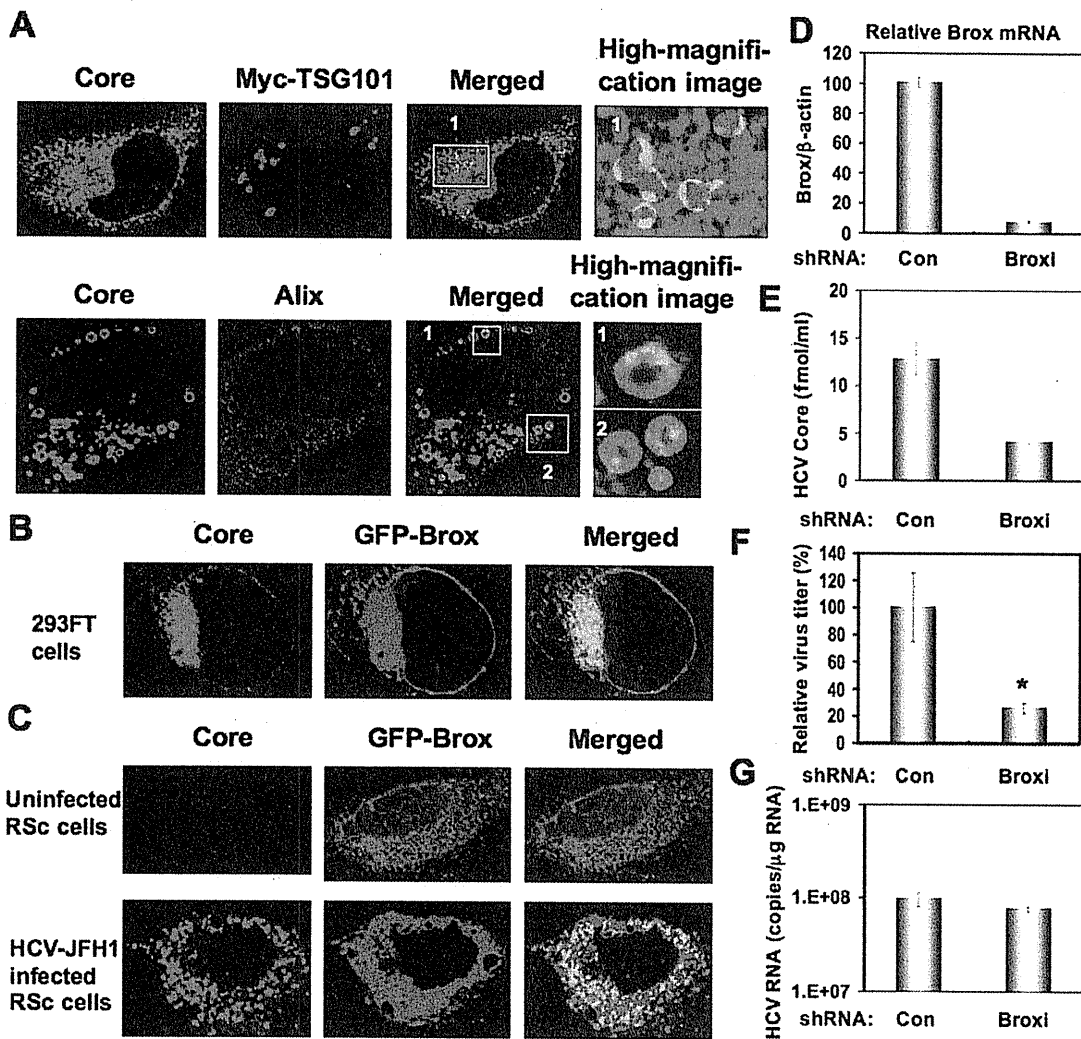 A
Core
Myc-TSG101
Merged
High-magnifi-
cation image
1
1
Core
Alix
Merged
High-magnifi-
cation image
1
2
1
2
B
Core
GFP-Brox
Merged
293FT
cells
C
Core
GFP-Brox
Merged
Uninfected
RSc cells
HCV-JFH1
infected
RSc cells
D
Relative Brox mRNA
Brox/β-actin
120
100
80
60
40
20
0
shRNA: Con Broxi
E
HCV Core (fmol/ml)
20
15
10
5
0
shRNA: Con Broxi
F
Relative virus titer (%)
140
120
100
80
60
40
20
0
*
shRNA: Con Broxi
G
HCV RNA (copies/μg RNA)
1.E+09
1.E+08
1.E+07
shRNA: Con Broxi